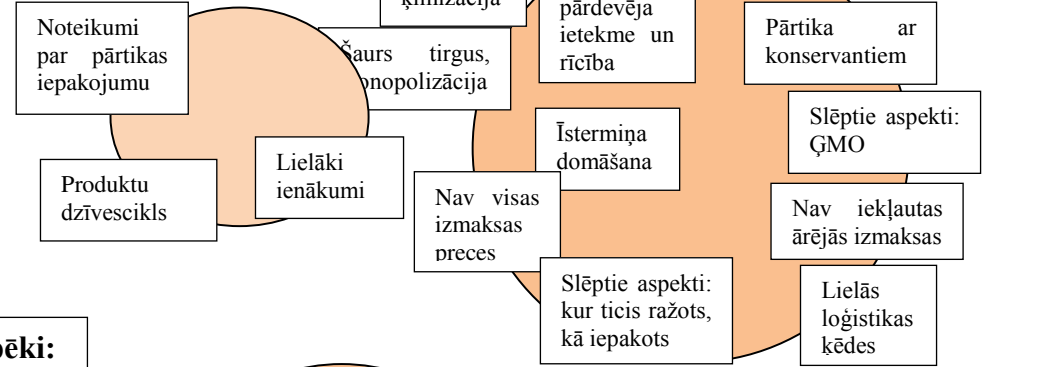 Noteikumi
par pārtikas
iepakojumu
Produktu
dzīvescikls
Lielāki
ienākumi
Šaurs tirgus,
onopolizācija
pārdevēja
ietekme un
rīcība
Īstermiņa
domāšana
Nav visas
izmaksas
preces
Slēptie aspekti:
kur ticis ražots,
kā iepakots
Pārtika ar
konservantiem
Slēptie aspekti:
ĢMO
Nav iekļautas
ārējās izmaksas
Lielās
loģistikas
ķēdes
ēki: